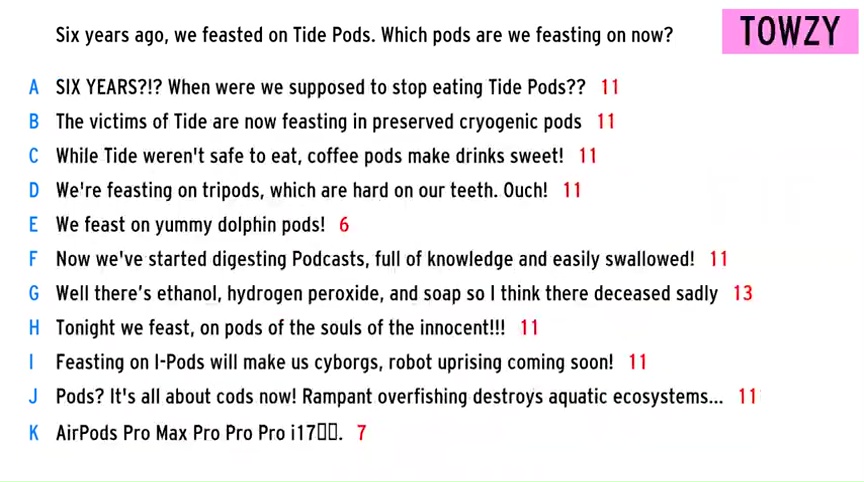 Six years ago, we feasted on Tide Pods. Which pods are we feasting on now?
TOWZY
A SIX YEARS?!? When were we supposed to stop eating Tide Pods?? 11
B The victims of Tide are now feasting in preserved cryogenic pods 11
C While Tide weren't safe to eat, coffee pods make drinks sweet! 11
D We're feasting on tripods, which are hard on our teeth. Ouch! 11
E We feast on yummy dolphin pods! 6
F Now we've started digesting Podcasts, full of knowledge and easily swallowed! 11
G Well there's ethanol, hydrogen peroxide, and soap so I think there deceased sadly 13
H Tonight we feast, on pods of the souls of the innocent!!! 11
I Feasting on I-Pods will make us cyborgs, robot uprising coming soon! 11
J Pods? It's all about cods now! Rampant overfishing destroys aquatic ecosystems... 11
K AirPods Pro Max Pro Pro Pro i17▯▯. 7